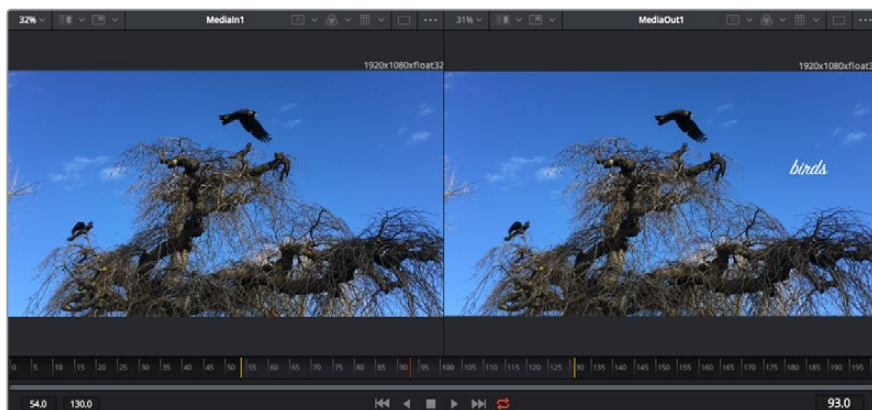 32% MediaIn1 31% MediaOut1
1920x1080xfloat32 1920x1080xfloat3
birds
0 5 10 15 20 25 30 35 40 45 50 55 60 65 70 75 80 85 90 95 100 105 110 115 120 125 130 135 140 145 150 155 160 165 170 175 180 185 190 195
54.0 130.0 93.0